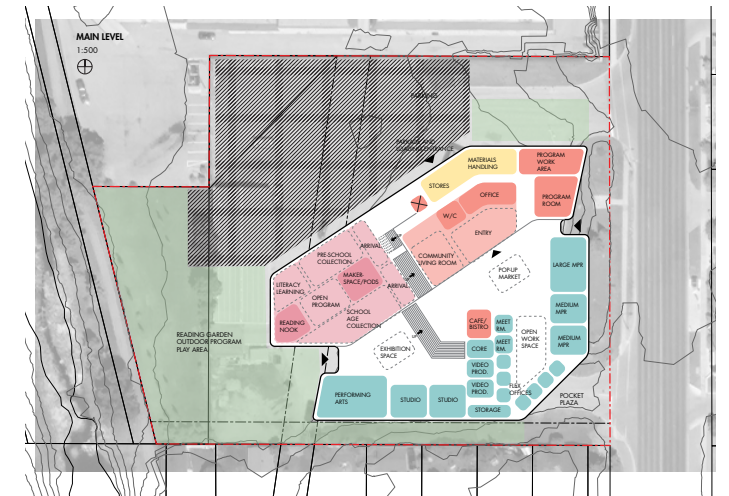 MAIN LEVEL
1:500
PARKING
PARKADE AND
LOADING ENTRANCE
MATERIALS
HANDLING
PROGRAM
WORK
AREA
STORES
OFFICE
PROGRAM
ROOM
W/C
ENTRY
ARRIVAL
PRE-SCHOOL
COLLECTION
COMMUNITY
LIVING ROOM
LARGE MPR
POP-UP
MARKET
MAKER-
SPACE/PODS
ARRIVAL
LITERACY
LEARNING
OPEN
PROGRAM
SCHOOL
AGE
COLLECTION
READING
NOOK
MEDIUM
MPR
CAFE/
BISTRO
MEET
RM.
OPEN
WORK
SPACE
MEDIUM
MPR
READING GARDEN
OUTDOOR PROGRAM
PLAY AREA
EXHIBITION
SPACE
CORE
MEET
RM.
VIDEO
PROD.
VIDEO
PROD.
FLEX
OFFICES
PERFORMING
ARTS
STUDIO
STUDIO
STORAGE
POCKET
PLAZA